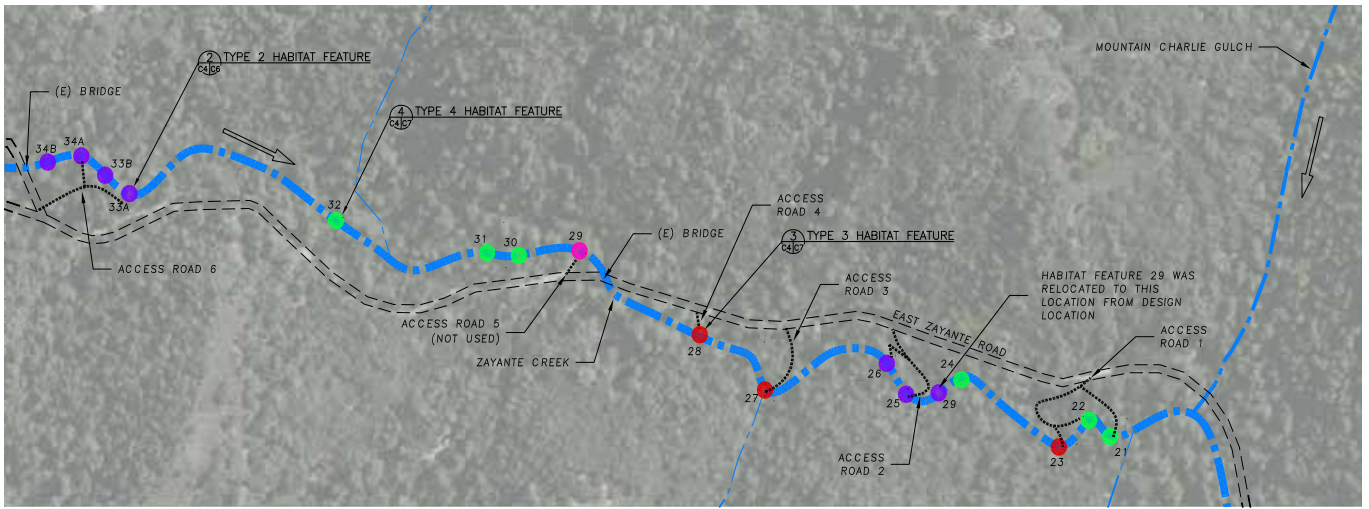 2
C4 C6
TYPE 2 HABITAT FEATURE
(E) BRIDGE
MOUNTAIN CHARLIE GULCH
4
C4 C7
TYPE 4 HABITAT FEATURE
34B
34A
33B
33A
32
ACCESS ROAD 6
31
30
29
(E) BRIDGE
ACCESS
ROAD 4
3
C4 C7
TYPE 3 HABITAT FEATURE
ACCESS
ROAD 3
HABITAT FEATURE 29 WAS
RELOCATED TO THIS
LOCATION FROM DESIGN
LOCATION
ACCESS ROAD 5
(NOT USED)
ZAYANTE CREEK
EAST ZAYANTE ROAD
ACCESS
ROAD 1
28
27
26
25
29
24
22
23
21
ACCESS
ROAD 2